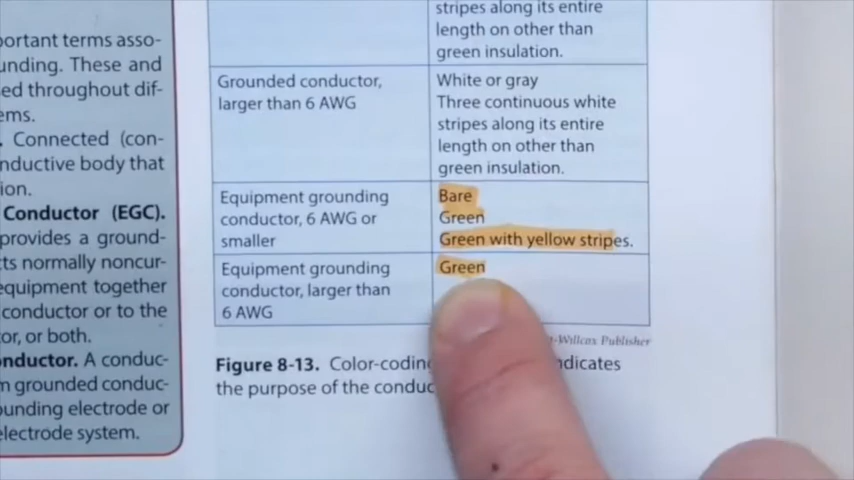 portant terms asso-
unding. These and
ed throughout dif-
ems.
. Connected (con-
nductive body that
ion.
Conductor (EGC).
provides a ground-
cts normally noncur-
equipment together
conductor or to the
or, or both.
onductor. A conduc-
m grounded conduc-
ounding electrode or
electrode system.
stripes along its entire
length on other than
green insulation.
Grounded conductor,
larger than 6 AWG
White or gray
Three continuous white
stripes along its entire
length on other than
green insulation.
Equipment grounding
conductor, 6 AWG or
smaller
Bare
Green
Green with yellow stripes.
Equipment grounding
conductor, larger than
6 AWG
Green
-Willcox Publisher
Figure 8-13. Color-coding ndicates
the purpose of the conduc